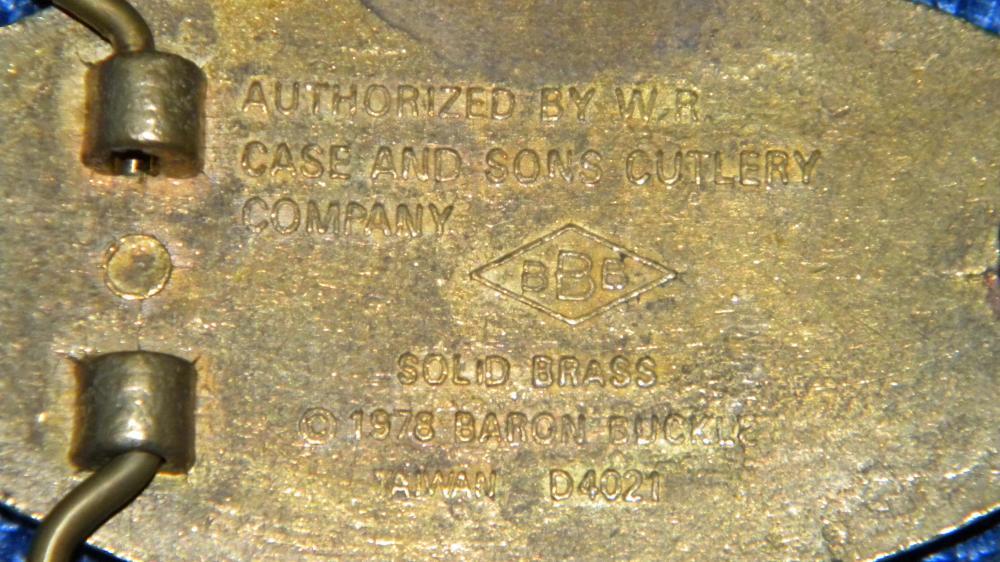 AUTHORIZED BY W.R.
CASE AND SONS CUTLERY
COMPANY
BBB
SOLID BRASS
© 1978 BARON BUCKLE
TAIWAN D4021